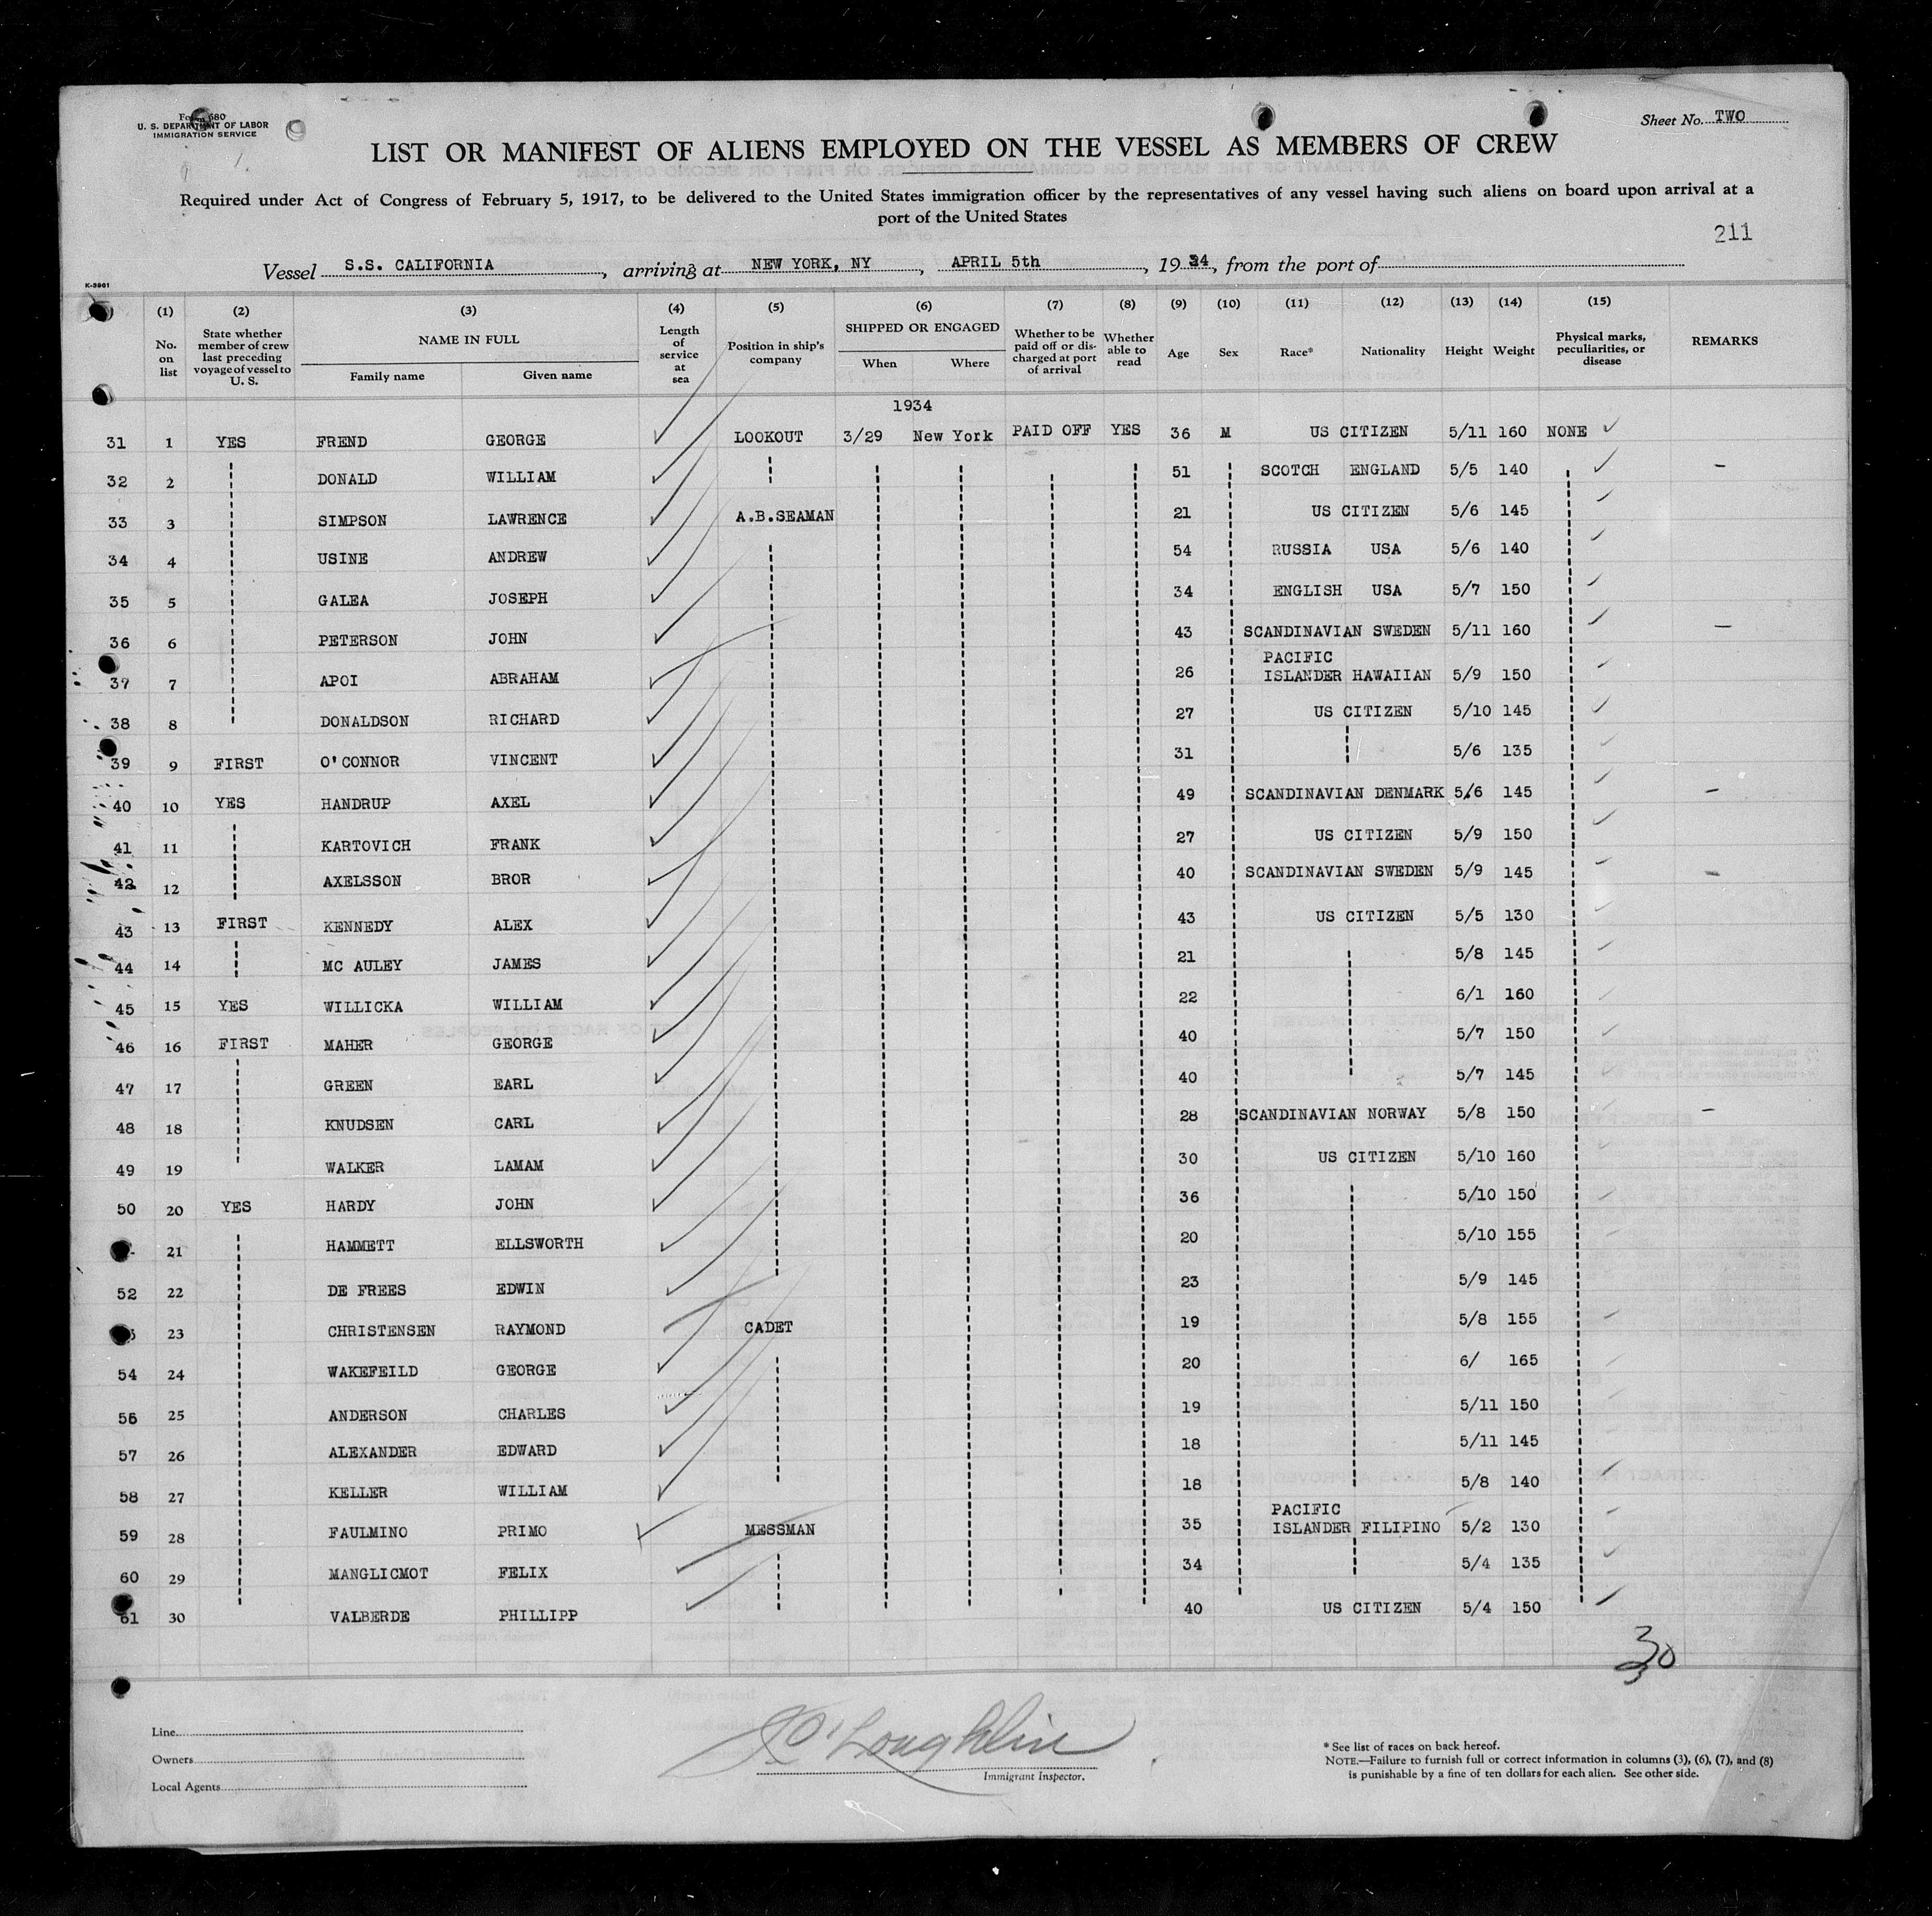 Form 680
U. S. DEPARTMENT OF LABOR
IMMIGRATION SERVICE
Sheet No. TWO
LIST OR MANIFEST OF ALIENS EMPLOYED ON THE VESSEL AS MEMBERS OF CREW
Required under Act of Congress of February 5, 1917, to be delivered to the United States immigration officer by the representatives of any vessel having such aliens on board upon arrival at a
port of the United States
211
Vessel S.S. CALIFORNIA, arriving at NEW YORK, NY, APRIL 5th, 1934, from the port of
K-3801
(1) (2) (3) (4) (5) (6) (7) (8) (9) (10) (11) (12) (13) (14) (15)
No. on list State whether member of crew last preceding voyage of vessel to U. S. NAME IN FULL Family name Given name Length of service at sea Position in ship's company SHIPPED OR ENGAGED When Where Whether to be paid off or discharged at port of arrival Whether able to read Age Sex Race* Nationality Height Weight Physical marks, peculiarities, or disease REMARKS
1934
31 1 YES FREND GEORGE LOOKOUT 3/29 New York PAID OFF YES 36 M US CITIZEN 5/11 160 NONE
32 2 DONALD WILLIAM 51 SCOTCH ENGLAND 5/5 140 –
33 3 SIMPSON LAWRENCE A.B.SEAMAN 21 US CITIZEN 5/6 145
34 4 USINE ANDREW 54 RUSSIA USA 5/6 140
35 5 GALEA JOSEPH 34 ENGLISH USA 5/7 150
36 6 PETERSON JOHN 43 SCANDINAVIAN SWEDEN 5/11 160 –
37 7 APOI ABRAHAM 26 PACIFIC ISLANDER HAWAIIAN 5/9 150
38 8 DONALDSON RICHARD 27 US CITIZEN 5/10 145
39 9 FIRST O'CONNOR VINCENT 31 5/6 135
40 10 YES HANDRUP AXEL 49 SCANDINAVIAN DENMARK 5/6 145 –
41 11 KARTOVICH FRANK 27 US CITIZEN 5/9 150
42 12 AXELSSON BROR 40 SCANDINAVIAN SWEDEN 5/9 145 –
43 13 FIRST KENNEDY ALEX 43 US CITIZEN 5/5 130
44 14 MC AULEY JAMES 21 5/8 145
45 15 YES WILLICKA WILLIAM 22 6/1 160
46 16 FIRST MAHER GEORGE 40 5/7 150
47 17 GREEN EARL 40 5/7 145
48 18 KNUDSEN CARL 28 SCANDINAVIAN NORWAY 5/8 150 –
49 19 WALKER LAMAM 30 US CITIZEN 5/10 160
50 20 YES HARDY JOHN 36 5/10 150
21 HAMMETT ELLSWORTH 20 5/10 155
52 22 DE FREES EDWIN 23 5/9 145
23 CHRISTENSEN RAYMOND CADET 19 5/8 155
54 24 WAKEFEILD GEORGE 20 6/ 165
56 25 ANDERSON CHARLES 19 5/11 150
57 26 ALEXANDER EDWARD 18 5/11 145
58 27 KELLER WILLIAM 18 5/8 140
59 28 FAULMINO PRIMO MESSMAN 35 PACIFIC ISLANDER FILIPINO 5/2 130
60 29 MANGLICMOT FELIX 34 5/4 135
61 30 VALBERDE PHILLIPP 40 US CITIZEN 5/4 150
30
Line
Owners
Local Agents
O'Loughlin
Immigrant Inspector.
* See list of races on back hereof.
NOTE.—Failure to furnish full or correct information in columns (3), (6), (7), and (8)
is punishable by a fine of ten dollars for each alien. See other side.